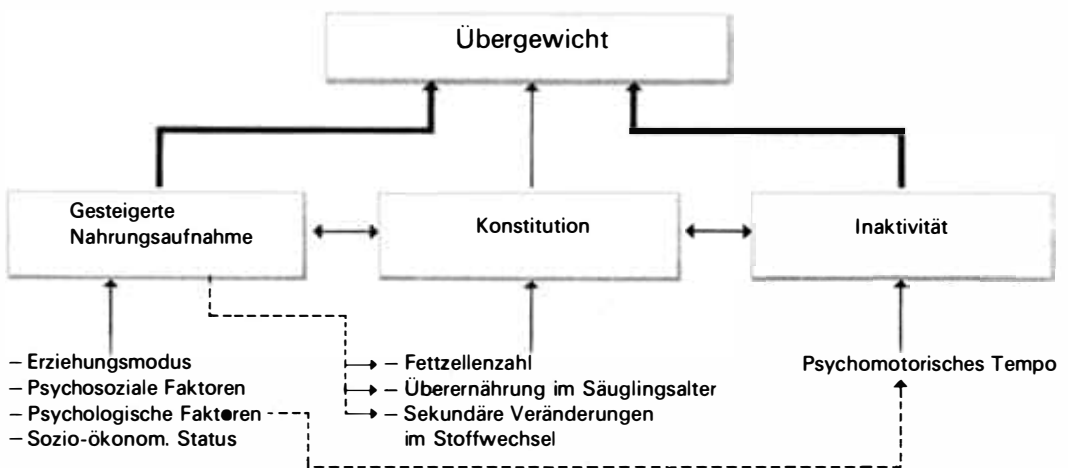 Übergewicht
Gesteigerte
Nahrungsaufnahme
Konstitution
Inaktivität
– Erziehungsmodus
– Psychosoziale Faktoren
– Psychologische Faktoren
– Sozio-ökonom. Status
– Fettzellenzahl
– Überernährung im Säuglingsalter
– Sekundäre Veränderungen
im Stoffwechsel
Psychomotorisches Tempo